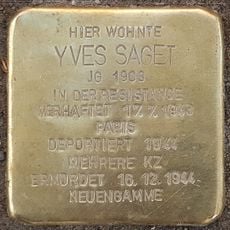 HIER WOHNTE
YVES SAGET
JG 1903
IN DER RESISTANCE
VERHAFTET 17.7.1943
PARIS
DEPORTIERT 1944
MEHRERE KZ
ERMORDET 16.12.1944
NEUENGAMME